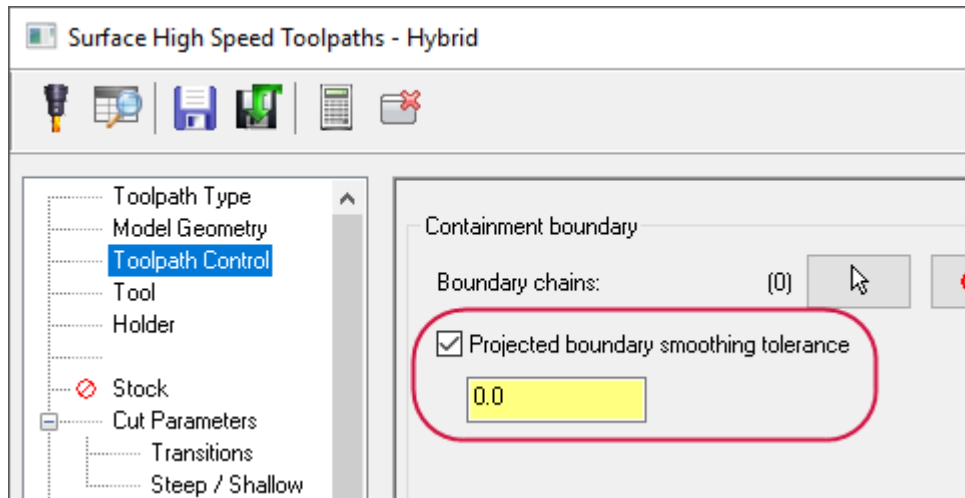 Surface High Speed Toolpaths - Hybrid
Toolpath Type
Model Geometry
Toolpath Control
Tool
Holder
Stock
Cut Parameters
Transitions
Steep / Shallow
Containment boundary
Boundary chains: (0)
Projected boundary smoothing tolerance
0.0